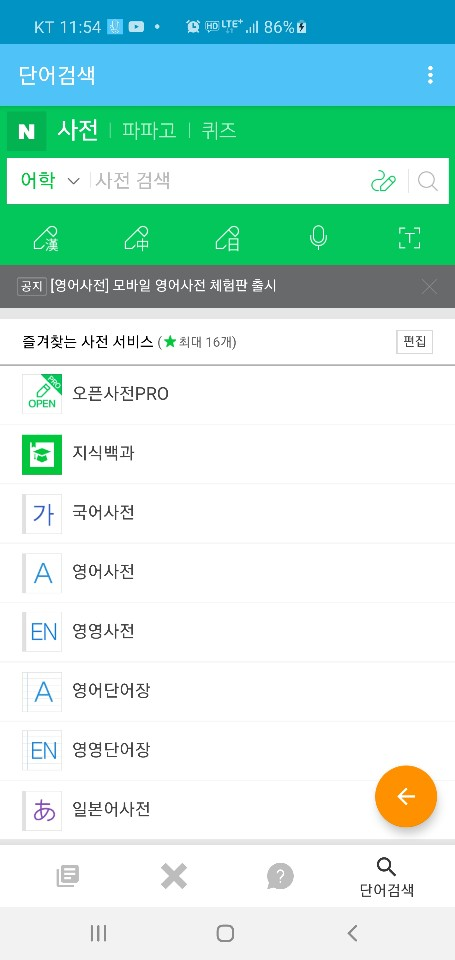 KT 11:54 HD LTE+ 86%
단어검색
N 사전 파파고 퀴즈
어학 사전 검색
漢 中 日 T
공지 [영어사전] 모바일 영어사전 체험판 출시
즐겨찾는 사전 서비스 (★최대 16개) 편집
PRO OPEN 오픈사전PRO
지식백과
가 국어사전
A 영어사전
EN 영영사전
A 영어단어장
EN 영영단어장
あ 일본어사전
?
단어검색